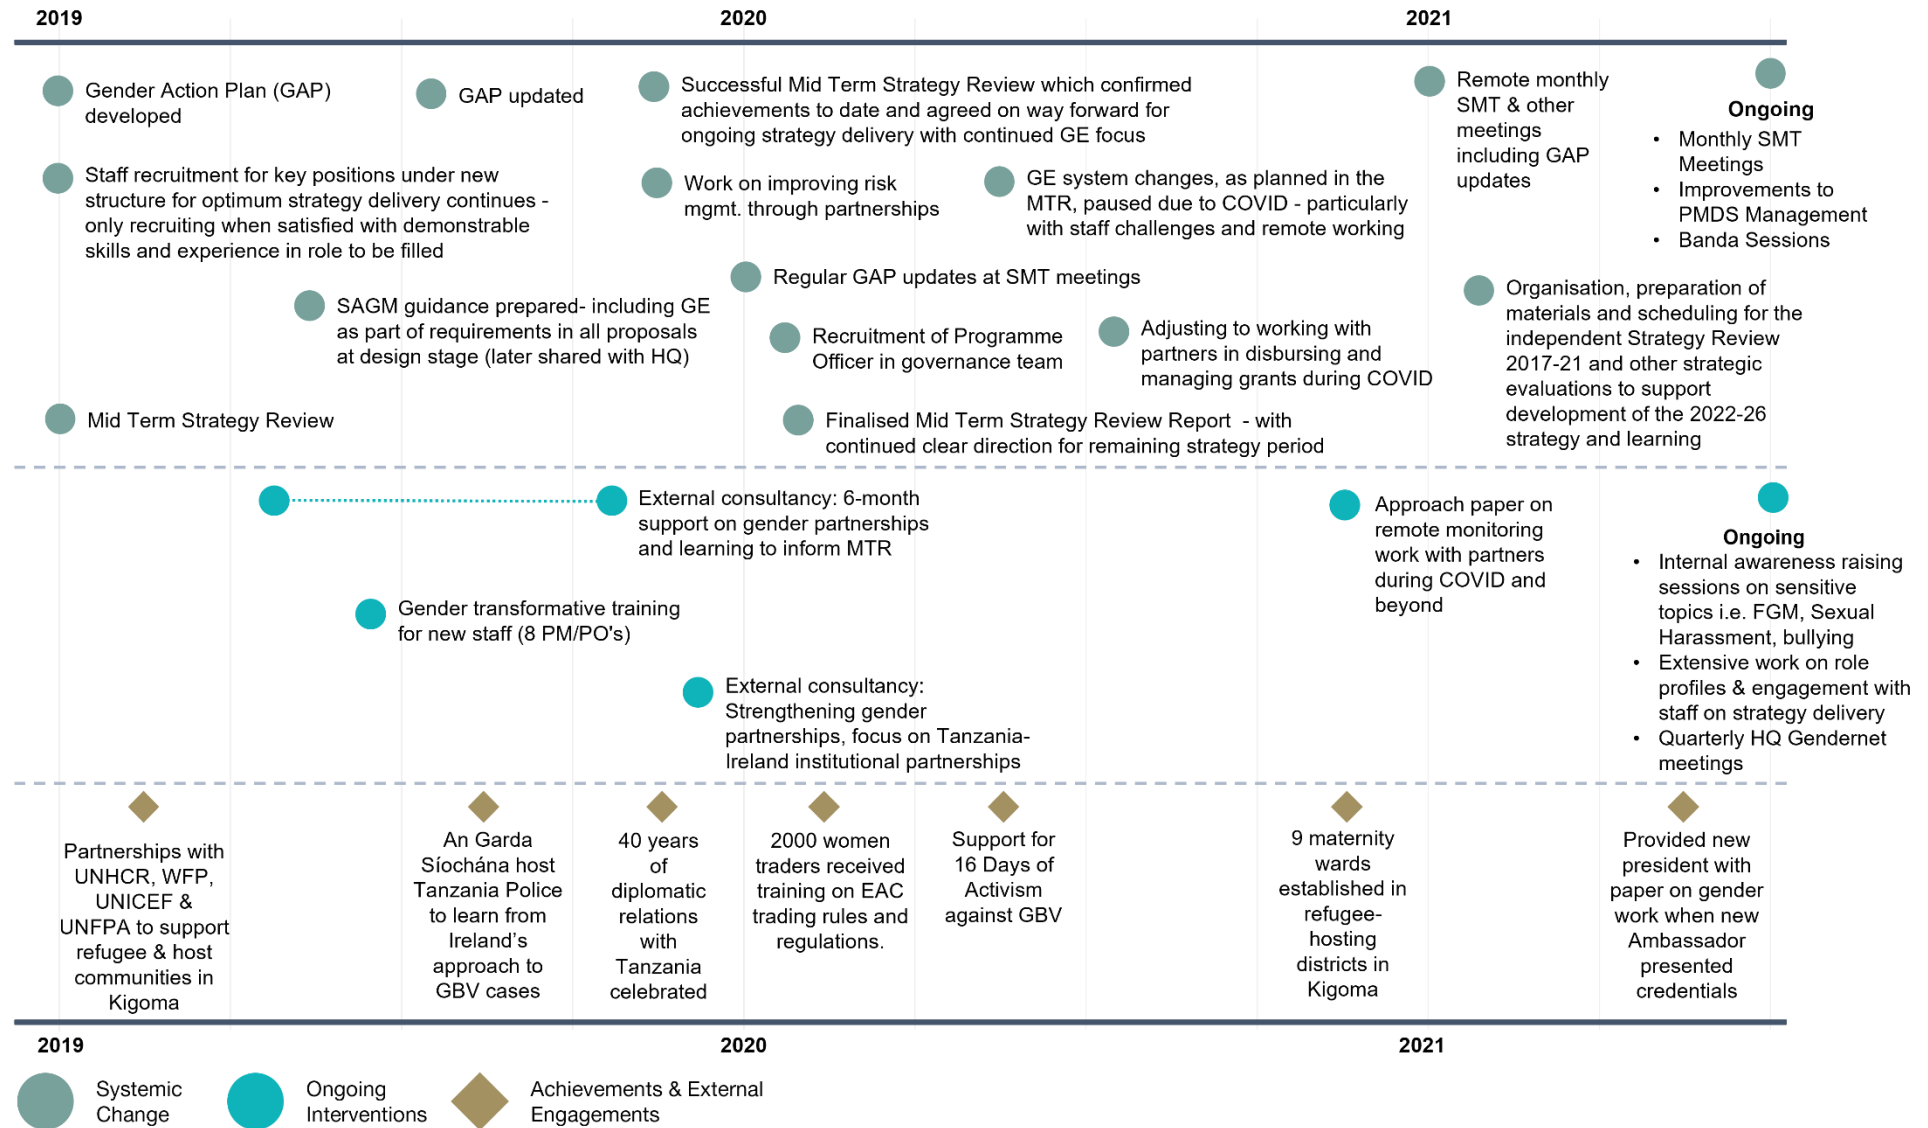 2019
2020
2021
Gender Action Plan (GAP)
developed
GAP updated
Successful Mid Term Strategy Review which confirmed
achievements to date and agreed on way forward for
ongoing strategy delivery with continued GE focus
Remote monthly
SMT & other
meetings
including GAP
updates
Ongoing
• Monthly SMT
Meetings
• Improvements to
PMDS Management
• Banda Sessions
Staff recruitment for key positions under new
structure for optimum strategy delivery continues -
only recruiting when satisfied with demonstrable
skills and experience in role to be filled
Work on improving risk
mgmt. through partnerships
GE system changes, as planned in the
MTR, paused due to COVID - particularly
with staff challenges and remote working
Regular GAP updates at SMT meetings
SAGM guidance prepared- including GE
as part of requirements in all proposals
at design stage (later shared with HQ)
Recruitment of Programme
Officer in governance team
Adjusting to working with
partners in disbursing and
managing grants during COVID
Organisation, preparation of
materials and scheduling for the
independent Strategy Review
2017-21 and other strategic
evaluations to support
development of the 2022-26
strategy and learning
Mid Term Strategy Review
Finalised Mid Term Strategy Review Report - with
continued clear direction for remaining strategy period
External consultancy: 6-month
support on gender partnerships
and learning to inform MTR
Approach paper on
remote monitoring
work with partners
during COVID and
beyond
Ongoing
• Internal awareness raising
sessions on sensitive
topics i.e. FGM, Sexual
Harassment, bullying
• Extensive work on role
profiles & engagement with
staff on strategy delivery
• Quarterly HQ Gendernet
meetings
Gender transformative training
for new staff (8 PM/PO's)
External consultancy:
Strengthening gender
partnerships, focus on Tanzania-
Ireland institutional partnerships
Partnerships with
UNHCR, WFP,
UNICEF &
UNFPA to support
refugee & host
communities in
Kigoma
An Garda
Síochána host
Tanzania Police
to learn from
Ireland’s
approach to
GBV cases
40 years
of
diplomatic
relations
with
Tanzania
celebrated
2000 women
traders received
training on EAC
trading rules and
regulations.
Support for
16 Days of
Activism
against GBV
9 maternity
wards
established in
refugee-
hosting
districts in
Kigoma
Provided new
president with
paper on gender
work when new
Ambassador
presented
credentials
2019
2020
2021
Systemic
Change
Ongoing
Interventions
Achievements & External
Engagements